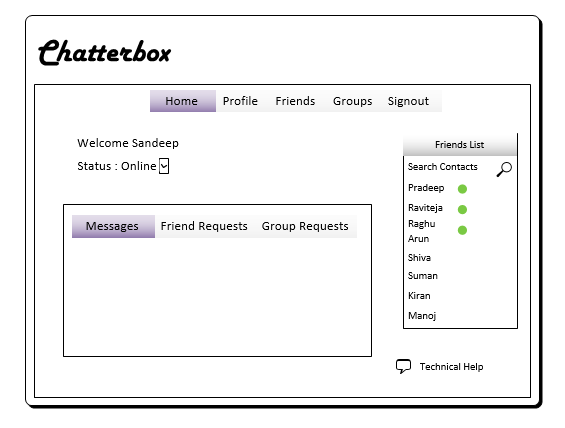 Chatterbox
Home Profile Friends Groups Signout
Welcome Sandeep
Status : Online
Messages Friend Requests Group Requests
Friends List
Search Contacts
Pradeep
Raviteja
Raghu
Arun
Shiva
Suman
Kiran
Manoj
Technical Help